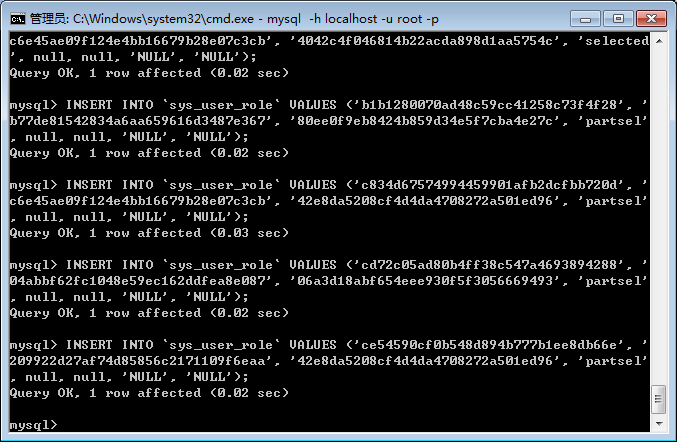 管理员: C:\Windows\system32\cmd.exe - mysql -h localhost -u root -p
c6e45ae09f124e4bb16679b28e07c3cb', '4042c4f046814b22acda898d1aa5754c', 'selected
', null, null, 'NULL', 'NULL');
Query OK, 1 row affected (0.02 sec)
mysql> INSERT INTO `sys_user_role` VALUES ('b1b1280070ad48c59cc41258c73f4f28', '
b77de81542834a6aa659616d3487e367', '80ee0f9eb8424b859d34e5f7cba4e27c', 'partsel'
, null, null, 'NULL', 'NULL');
Query OK, 1 row affected (0.02 sec)
mysql> INSERT INTO `sys_user_role` VALUES ('c834d67574994459901afb2dcfbb720d', '
c6e45ae09f124e4bb16679b28e07c3cb', '42e8da5208cf4d4da4708272a501ed96', 'partsel'
, null, null, 'NULL', 'NULL');
Query OK, 1 row affected (0.03 sec)
mysql> INSERT INTO `sys_user_role` VALUES ('cd72c05ad80b4ff38c547a4693894288', '
04abbf62fc1048e59ec162ddfea8e087', '06a3d18abf654eee930f5f3056669493', 'partsel'
, null, null, 'NULL', 'NULL');
Query OK, 1 row affected (0.02 sec)
mysql> INSERT INTO `sys_user_role` VALUES ('ce54590cf0b548d894b777b1ee8db66e', '
209922d27af74d85856c2171109f6eaa', '42e8da5208cf4d4da4708272a501ed96', 'partsel'
, null, null, 'NULL', 'NULL');
Query OK, 1 row affected (0.02 sec)
mysql>